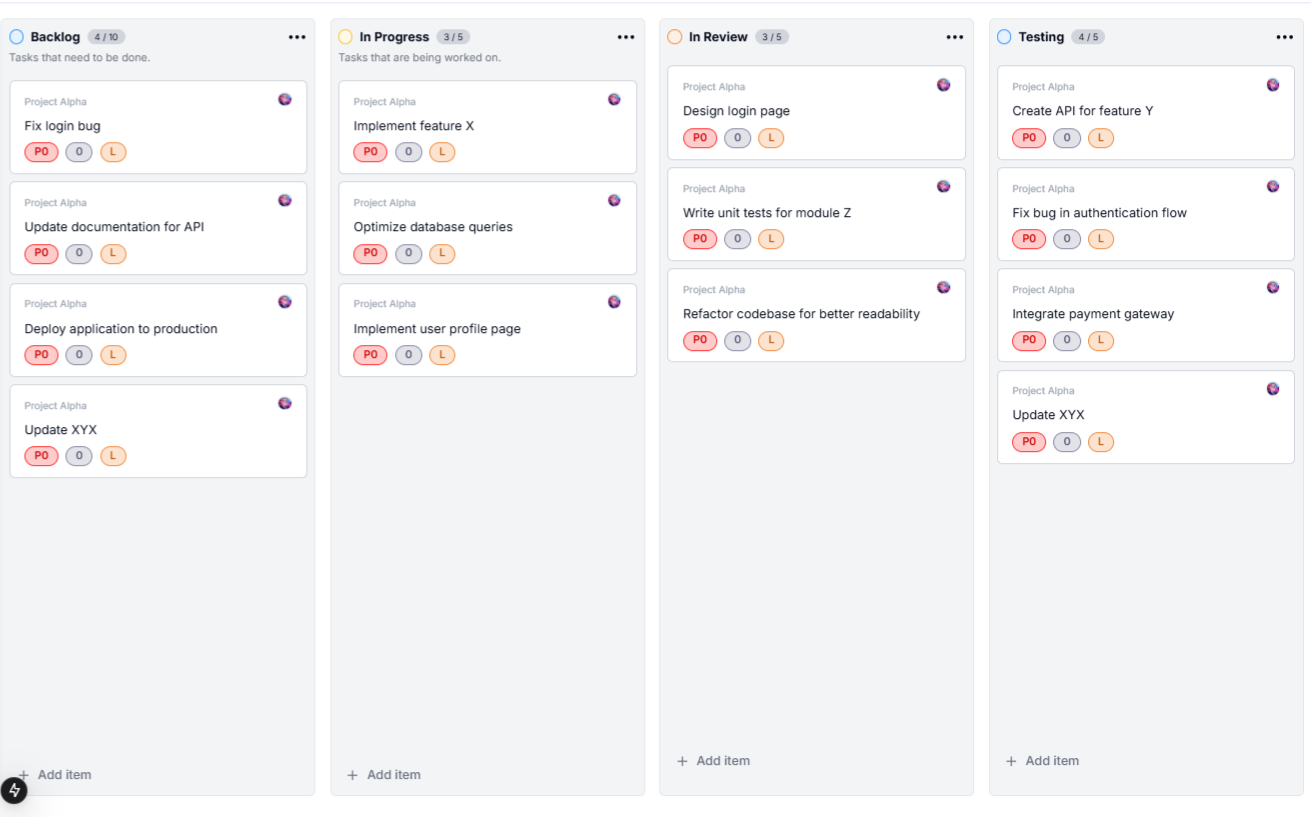 Backlog 4 / 10
Tasks that need to be done.
Project Alpha
Fix login bug
P0 0 L
Project Alpha
Update documentation for API
P0 0 L
Project Alpha
Deploy application to production
P0 0 L
Project Alpha
Update XYX
P0 0 L
+ Add item
In Progress 3 / 5
Tasks that are being worked on.
Project Alpha
Implement feature X
P0 0 L
Project Alpha
Optimize database queries
P0 0 L
Project Alpha
Implement user profile page
P0 0 L
+ Add item
In Review 3 / 5
Project Alpha
Design login page
P0 0 L
Project Alpha
Write unit tests for module Z
P0 0 L
Project Alpha
Refactor codebase for better readability
P0 0 L
+ Add item
Testing 4 / 5
Project Alpha
Create API for feature Y
P0 0 L
Project Alpha
Fix bug in authentication flow
P0 0 L
Project Alpha
Integrate payment gateway
P0 0 L
Project Alpha
Update XYX
P0 0 L
+ Add item